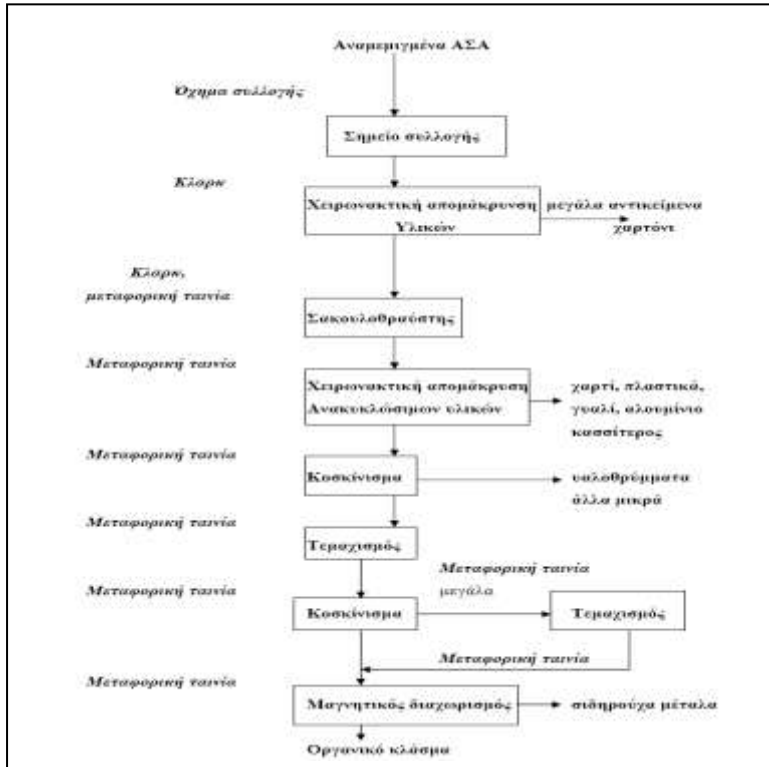 Αναμεμιγμένα ΑΣΑ
Όχημα συλλογής
Σημείο συλλογής
Κλαρκ
Χειρωνακτική απομάκρυνση μεγάλα αντικείμενα
Υλικών χαρτόνι
Κλαρκ,
μεταφορική ταινία
Σακουλοθραύστης
Μεταφορική ταινία
Χειρωνακτική απομάκρυση χαρτί, πλαστικά,
Ανακυκλώσιμων υλικών γυαλί, αλουμίνιο
κασσίτερος
Μεταφορική ταινία
Κοσκίνισμα υαλοθρύμματα
άλλα μικρά
Μεταφορική ταινία
Τεμαχισμός
Μεταφορική ταινία
Μεταφορική ταινία
μεγάλα
Κοσκίνισμα Τεμαχισμός
Μεταφορική ταινία
Μεταφορική ταινία
Μαγνητικός διαχωρισμός σιδηρούχα μέταλα
Οργανικό κλάσμα